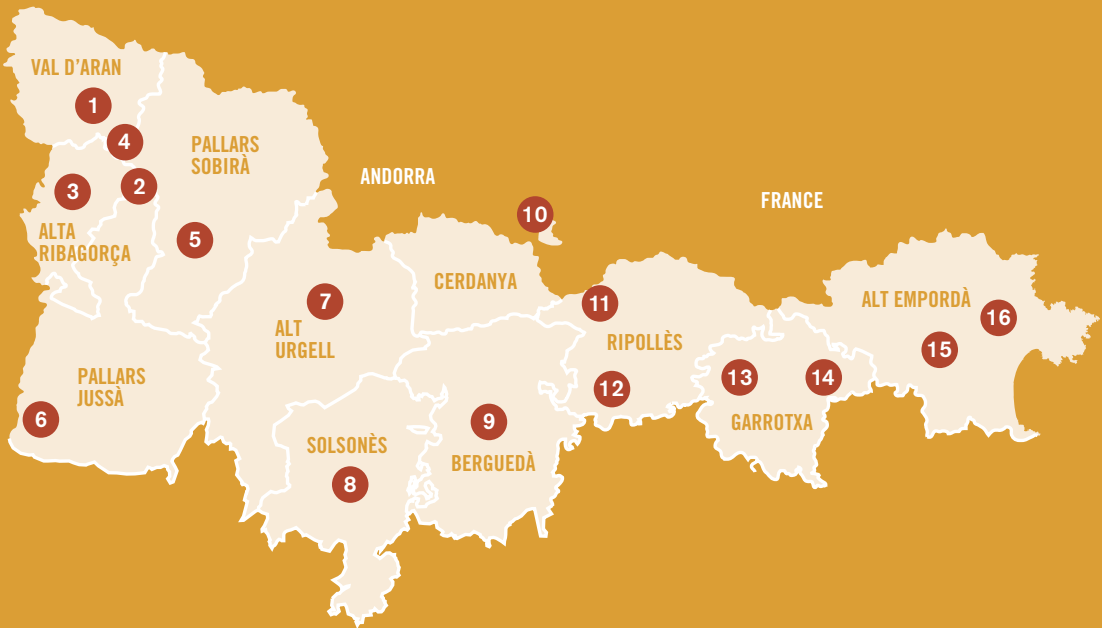 VAL D'ARAN
1
4
PALLARS
SOBIRÀ
ANDORRA
2
3
FRANCE
10
ALTA
RIBAGORÇA
5
CERDANYA
7
11
ALT EMPORDÀ
16
ALT
URGELL
RIPOLLÈS
15
PALLARS
JUSSÀ
12
13
14
6
9
GARROTXA
SOLSONÈS
BERGUEDÀ
8